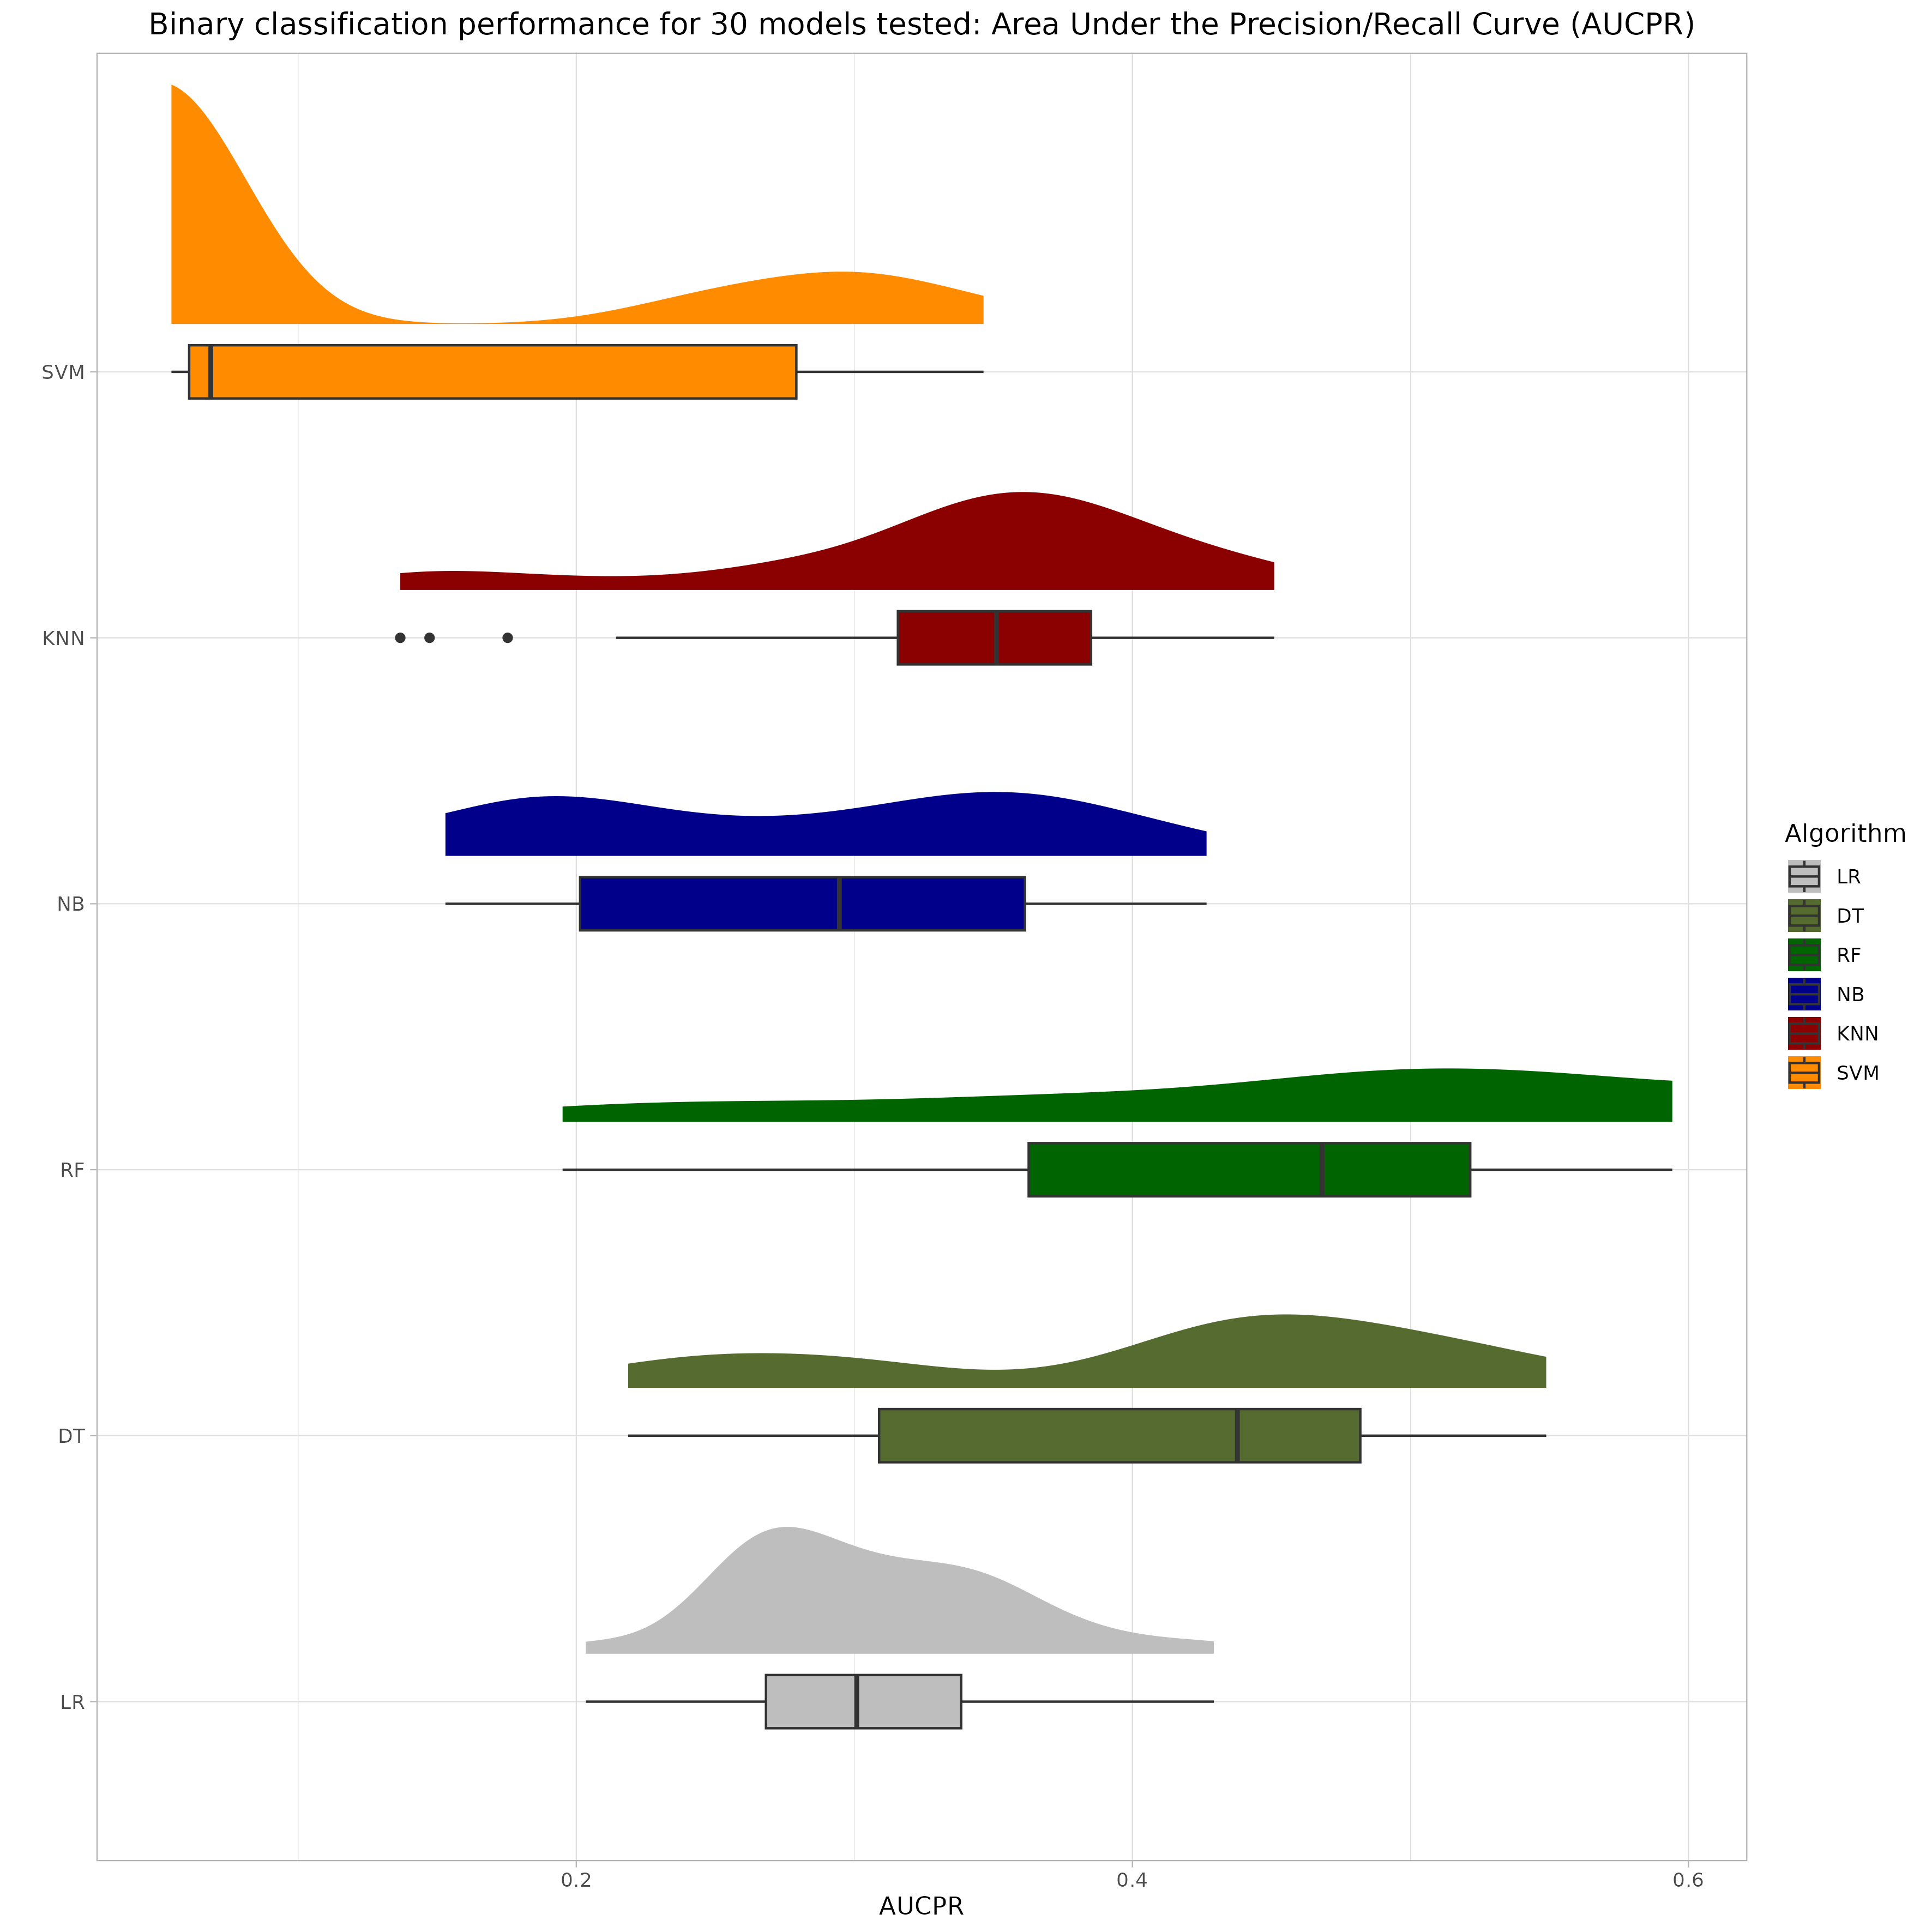 Binary classification performance for 30 models tested: Area Under the Precision/Recall Curve (AUCPR)
SVM
KNN
NB
RF
DT
LR
0.2
0.4
0.6
AUCPR
Algorithm
LR
DT
RF
NB
KNN
SVM